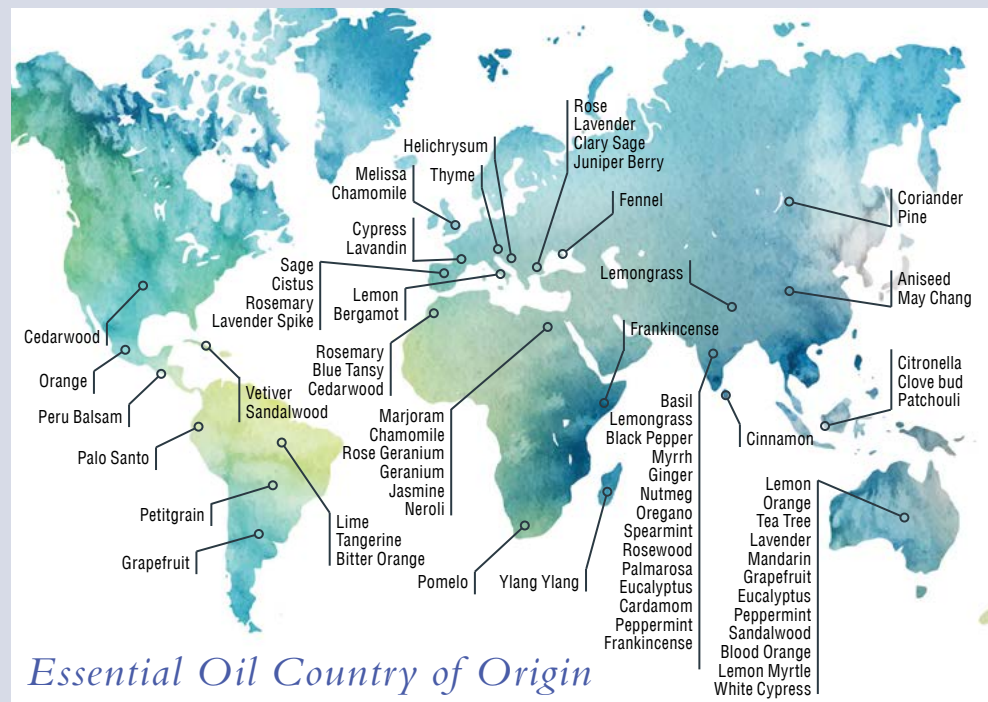 Rose
Lavender
Clary Sage
Juniper Berry
Helichrysum
Thyme
Melissa
Chamomile
Fennel
Coriander
Pine
Cypress
Lavandin
Sage
Cistus
Rosemary
Lavender Spike
Lemon
Bergamot
Lemongrass
Aniseed
May Chang
Cedarwood
Orange
Peru Balsam
Vetiver
Sandalwood
Rosemary
Blue Tansy
Cedarwood
Frankincense
Citronella
Clove bud
Patchouli
Palo Santo
Marjoram
Chamomile
Rose Geranium
Geranium
Jasmine
Neroli
Basil
Lemongrass
Black Pepper
Myrrh
Ginger
Nutmeg
Oregano
Spearmint
Rosewood
Palmarosa
Eucalyptus
Cardamom
Peppermint
Frankincense
Cinnamon
Petitgrain
Grapefruit
Lime
Tangerine
Bitter Orange
Pomelo
Ylang Ylang
Lemon
Orange
Tea Tree
Lavender
Mandarin
Grapefruit
Eucalyptus
Peppermint
Sandalwood
Blood Orange
Lemon Myrtle
White Cypress
Essential Oil Country of Origin